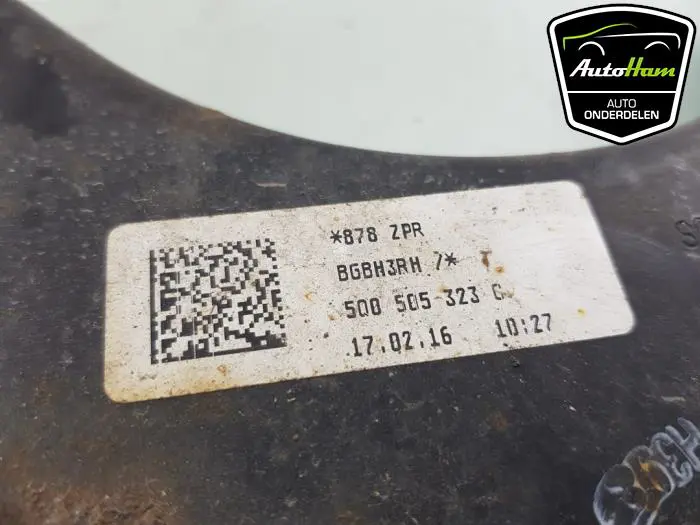 AutoHam
AUTO
ONDERDELEN
*878 ZPR
BGBH3RH 7* T
5Q0 505 323
17.02.16 10:27